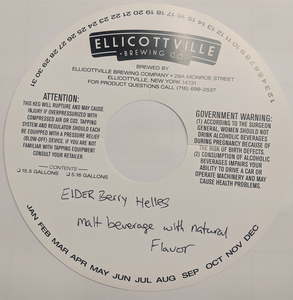 ELLICOTTVILLE
BREWING CO.
BREWED BY
ELLICOTTVILLE BREWING COMPANY • 28A MONROE STREET
ELLICOTTVILLE, NEW YORK 14731
FOR PRODUCT QUESTIONS CALL (716) 699-2537
ATTENTION:
THIS KEG WILL RUPTURE AND MAY CAUSE
INJURY IF OVERPRESSURIZED WITH
COMPRESSED AIR OR CO2. TAPPING
SYSTEM AND REGULATOR SHOULD EACH
BE EQUIPPED WITH A PRESSURE RELIEF
(BLOW-OFF) DEVICE. IF YOU ARE NOT
FAMILIAR WITH TAPPING EQUIPMENT
CONSULT YOUR RETAILER.
CONTENTS
15.5 GALLONS 5.16 GALLONS
GOVERNMENT WARNING:
(1) ACCORDING TO THE SURGEON
GENERAL, WOMEN SHOULD NOT
DRINK ALCOHOLIC BEVERAGES
DURING PREGNANCY BECAUSE OF
THE RISK OF BIRTH DEFECTS.
(2) CONSUMPTION OF ALCOHOLIC
BEVERAGES IMPAIRS YOUR
ABILITY TO DRIVE A CAR OR
OPERATE MACHINERY AND MAY
CAUSE HEALTH PROBLEMS.
ELDER Berry Helles
malt beverage with natural
Flavor
JAN FEB MAR APR MAY JUN JUL AUG SEP OCT NOV DEC